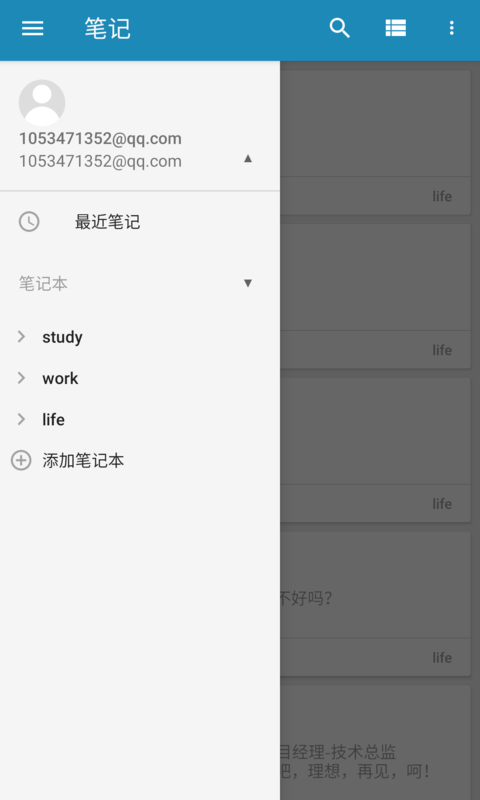 笔记
1053471352@qq.com
1053471352@qq.com
最近笔记
笔记本
study
work
life
添加笔记本
life
life
life
不好吗?
life
目经理-技术总监
吧，理想，再见，呵!